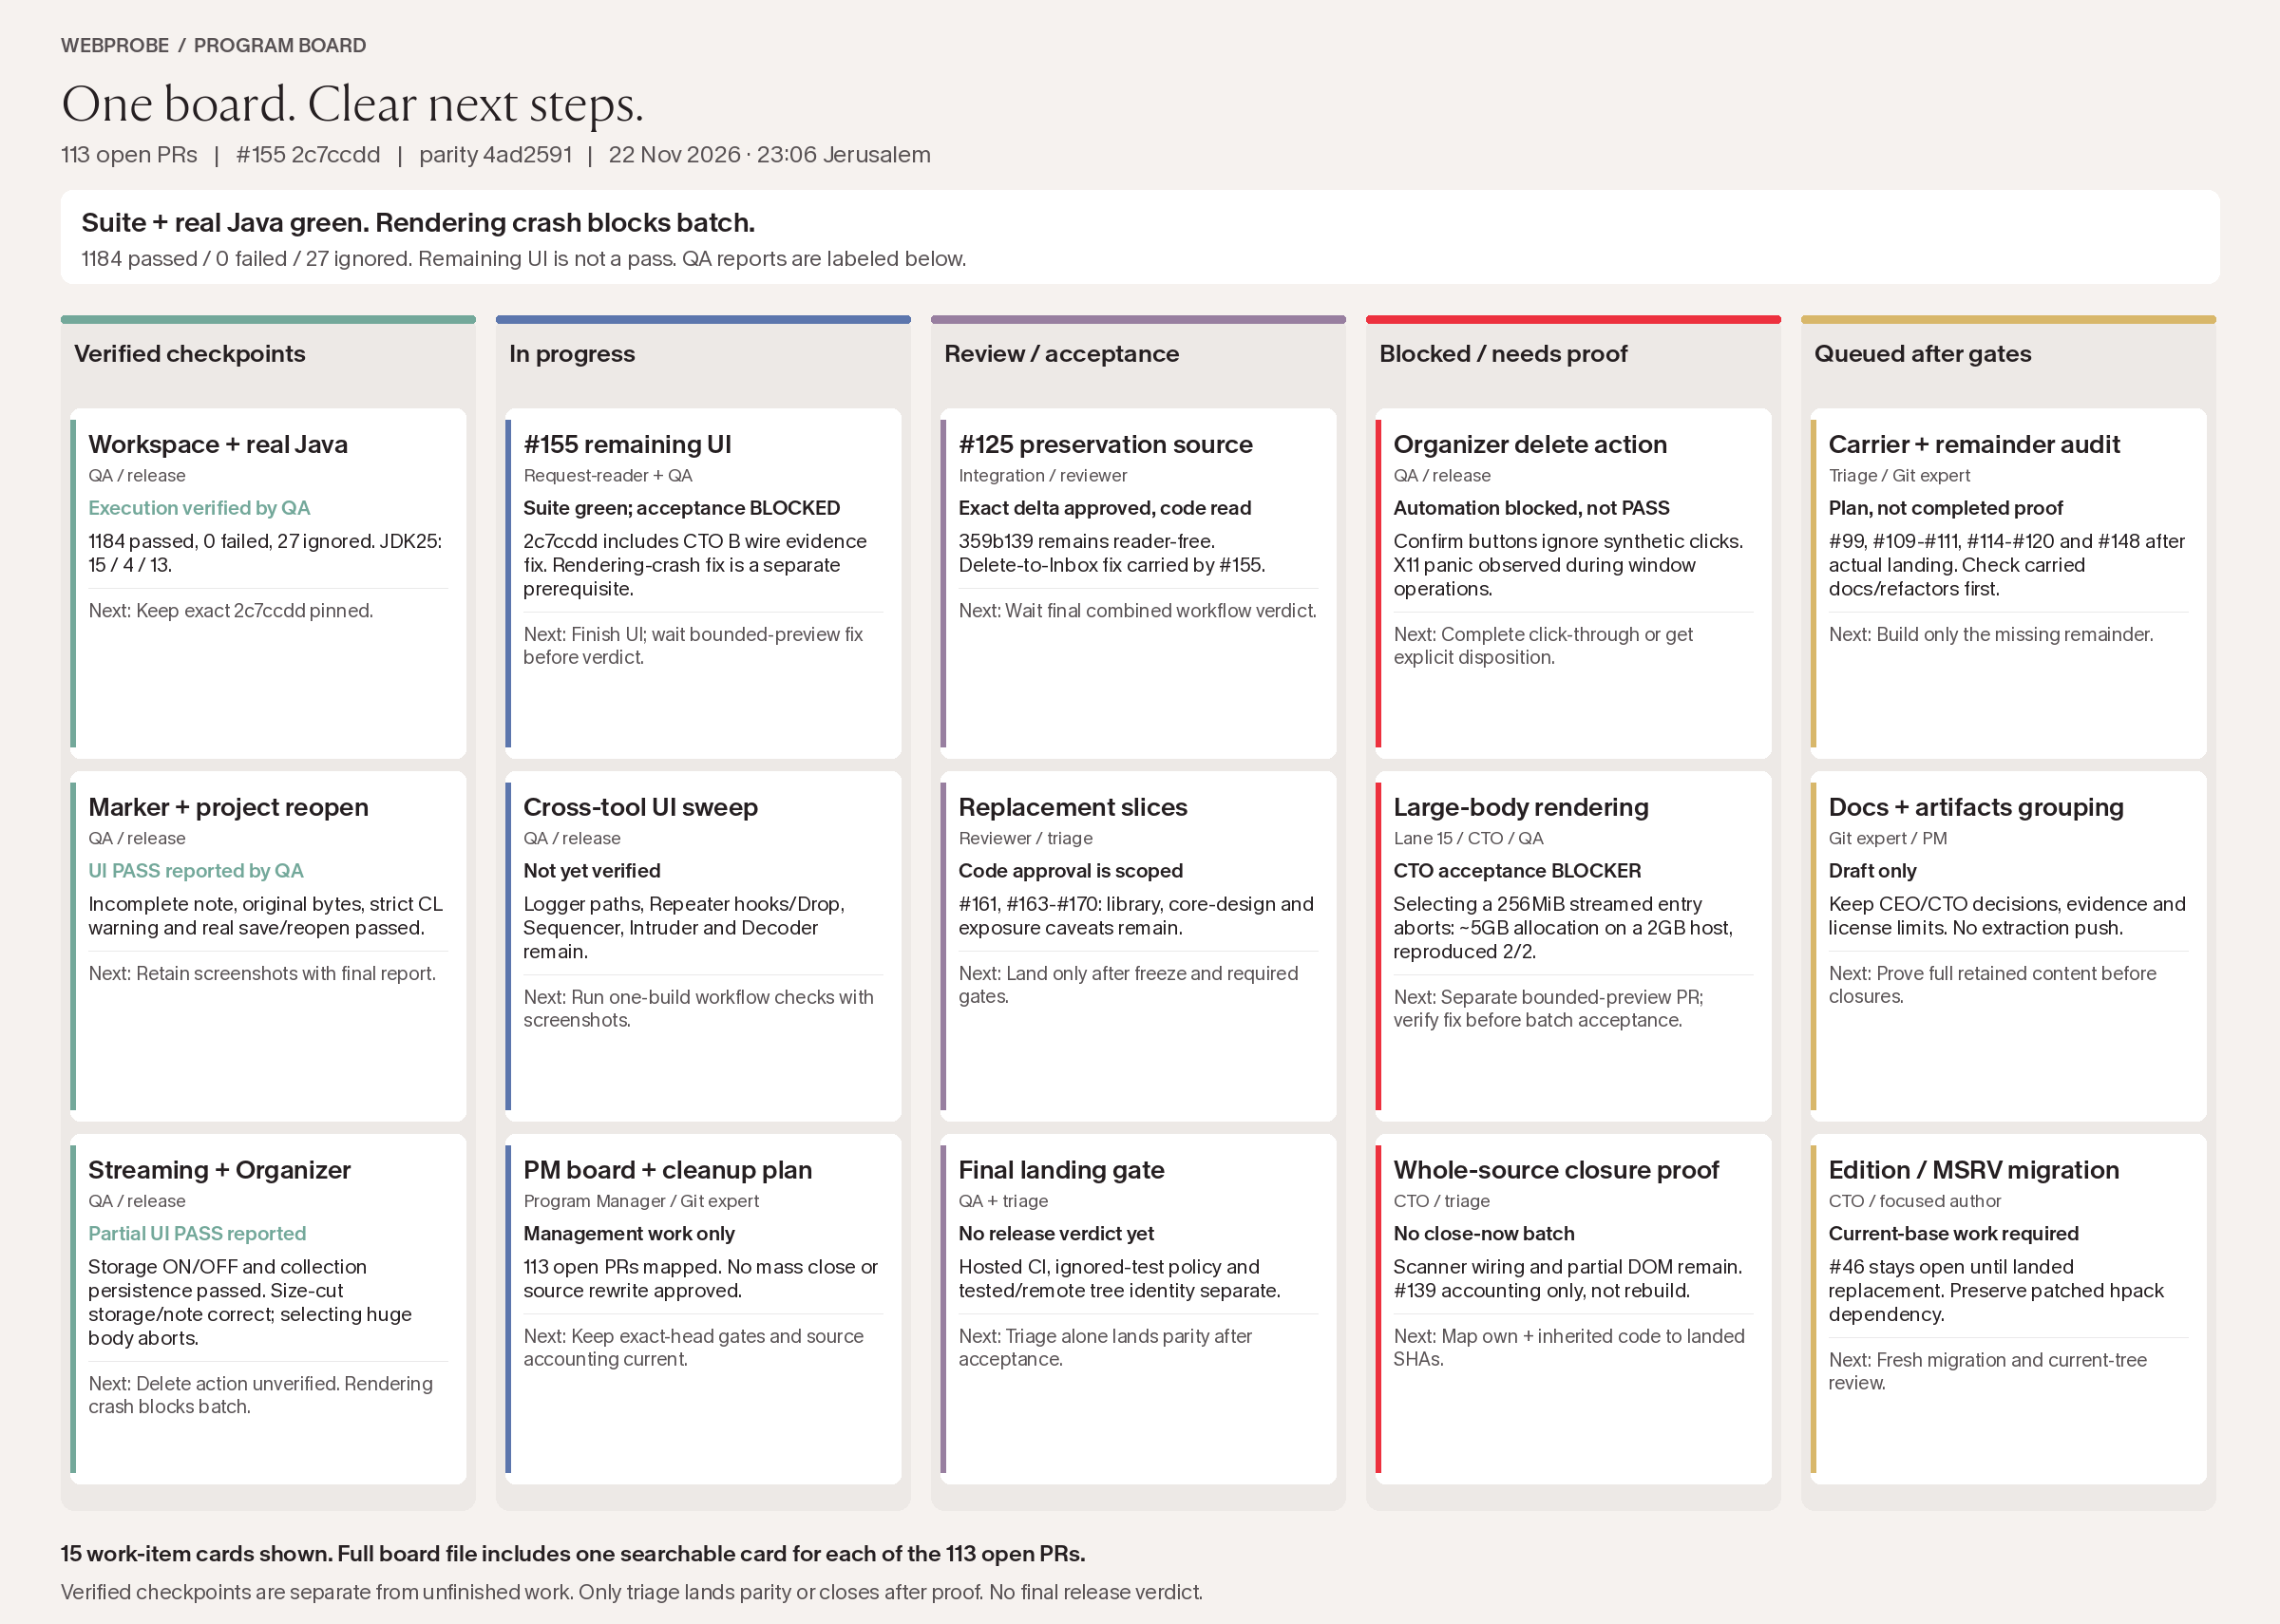 WEBPROBE / PROGRAM BOARD
One board. Clear next steps.
113 open PRs | #155 2c7ccdd | parity 4ad2591 | 22 Nov 2026 · 23:06 Jerusalem
Suite + real Java green. Rendering crash blocks batch.
1184 passed / 0 failed / 27 ignored. Remaining UI is not a pass. QA reports are labeled below.
Verified checkpoints
Workspace + real Java
QA / release
Execution verified by QA
1184 passed, 0 failed, 27 ignored. JDK25:
15 / 4 / 13.
Next: Keep exact 2c7ccdd pinned.
Marker + project reopen
QA / release
UI PASS reported by QA
Incomplete note, original bytes, strict CL
warning and real save/reopen passed.
Next: Retain screenshots with final report.
Streaming + Organizer
QA / release
Partial UI PASS reported
Storage ON/OFF and collection
persistence passed. Size-cut
storage/note correct; selecting huge
body aborts.
Next: Delete action unverified. Rendering
crash blocks batch.
In progress
#155 remaining UI
Request-reader + QA
Suite green; acceptance BLOCKED
2c7ccdd includes CTO B wire evidence
fix. Rendering-crash fix is a separate
prerequisite.
Next: Finish UI; wait bounded-preview fix
before verdict.
Cross-tool UI sweep
QA / release
Not yet verified
Logger paths, Repeater hooks/Drop,
Sequencer, Intruder and Decoder
remain.
Next: Run one-build workflow checks with
screenshots.
PM board + cleanup plan
Program Manager / Git expert
Management work only
113 open PRs mapped. No mass close or
source rewrite approved.
Next: Keep exact-head gates and source
accounting current.
Review / acceptance
#125 preservation source
Integration / reviewer
Exact delta approved, code read
359b139 remains reader-free.
Delete-to-Inbox fix carried by #155.
Next: Wait final combined workflow verdict.
Replacement slices
Reviewer / triage
Code approval is scoped
#161, #163-#170: library, core-design and
exposure caveats remain.
Next: Land only after freeze and required
gates.
Final landing gate
QA + triage
No release verdict yet
Hosted CI, ignored-test policy and
tested/remote tree identity separate.
Next: Triage alone lands parity after
acceptance.
Blocked / needs proof
Organizer delete action
QA / release
Automation blocked, not PASS
Confirm buttons ignore synthetic clicks.
X11 panic observed during window
operations.
Next: Complete click-through or get
explicit disposition.
Large-body rendering
Lane 15 / CTO / QA
CTO acceptance BLOCKER
Selecting a 256MiB streamed entry
aborts: ~5GB allocation on a 2GB host,
reproduced 2/2.
Next: Separate bounded-preview PR;
verify fix before batch acceptance.
Whole-source closure proof
CTO / triage
No close-now batch
Scanner wiring and partial DOM remain.
#139 accounting only, not rebuild.
Next: Map own + inherited code to landed
SHAs.
Queued after gates
Carrier + remainder audit
Triage / Git expert
Plan, not completed proof
#99, #109-#111, #114-#120 and #148 after
actual landing. Check carried
docs/refactors first.
Next: Build only the missing remainder.
Docs + artifacts grouping
Git expert / PM
Draft only
Keep CEO/CTO decisions, evidence and
license limits. No extraction push.
Next: Prove full retained content before
closures.
Edition / MSRV migration
CTO / focused author
Current-base work required
#46 stays open until landed
replacement. Preserve patched hpack
dependency.
Next: Fresh migration and current-tree
review.
15 work-item cards shown. Full board file includes one searchable card for each of the 113 open PRs.
Verified checkpoints are separate from unfinished work. Only triage lands parity or closes after proof. No final release verdict.